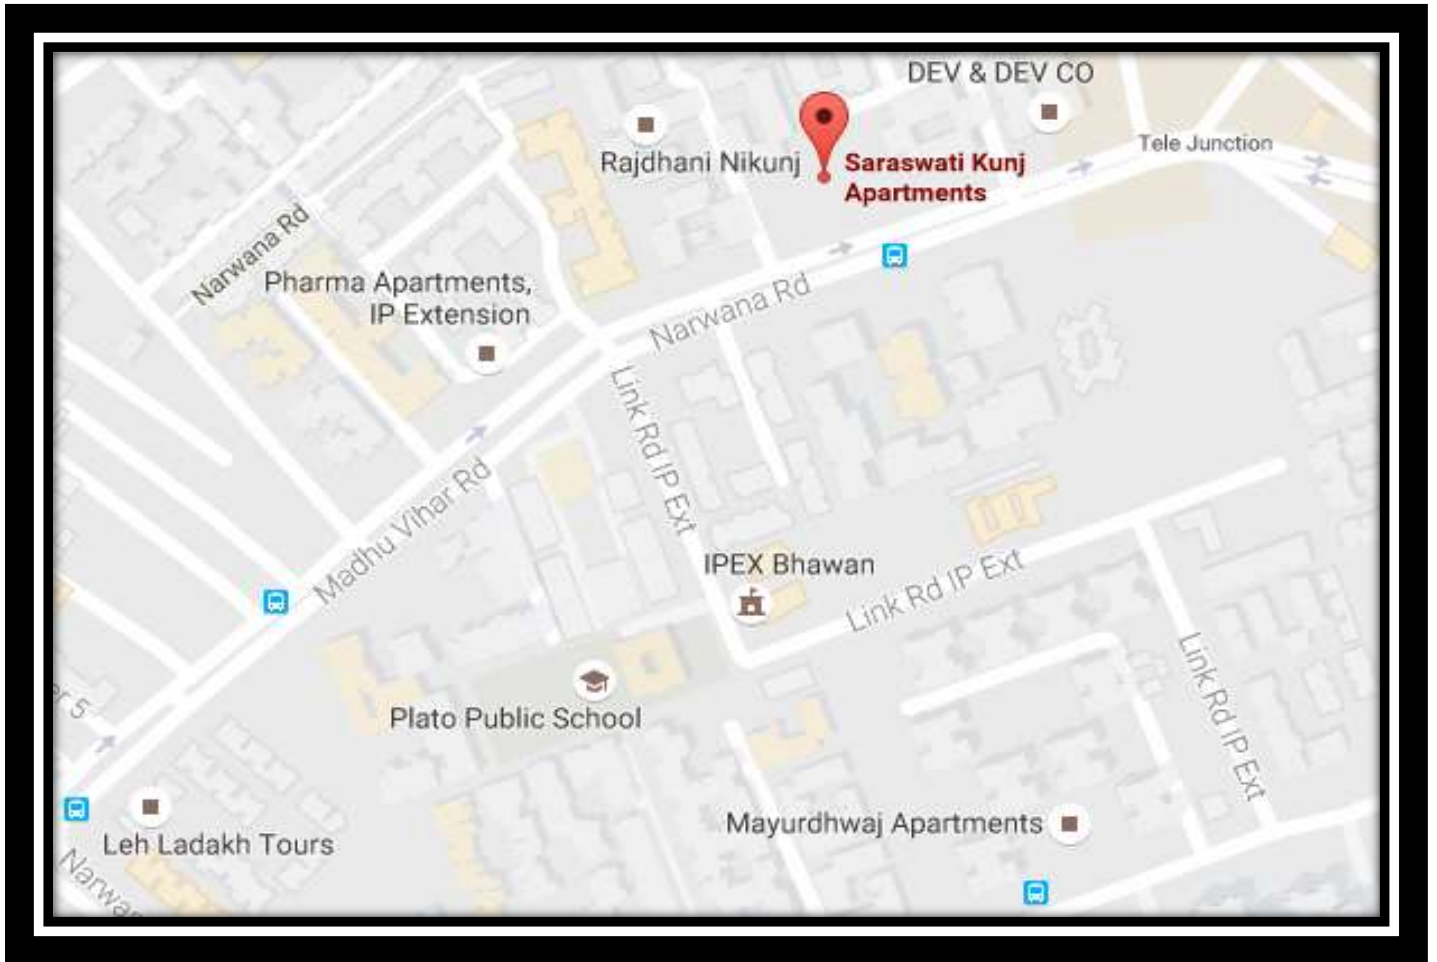 DEV & DEV CO
Tele Junction
Rajdhani Nikunj
Saraswati Kunj
Apartments
Narwana Rd
Pharma Apartments,
IP Extension
Narwana Rd
Link Rd IP Ext
Madhu Vihar Rd
IPEX Bhawan
Link Rd IP Ext
Link Rd IP Ext
Plato Public School
5
Mayurdhwaj Apartments
Leh Ladakh Tours